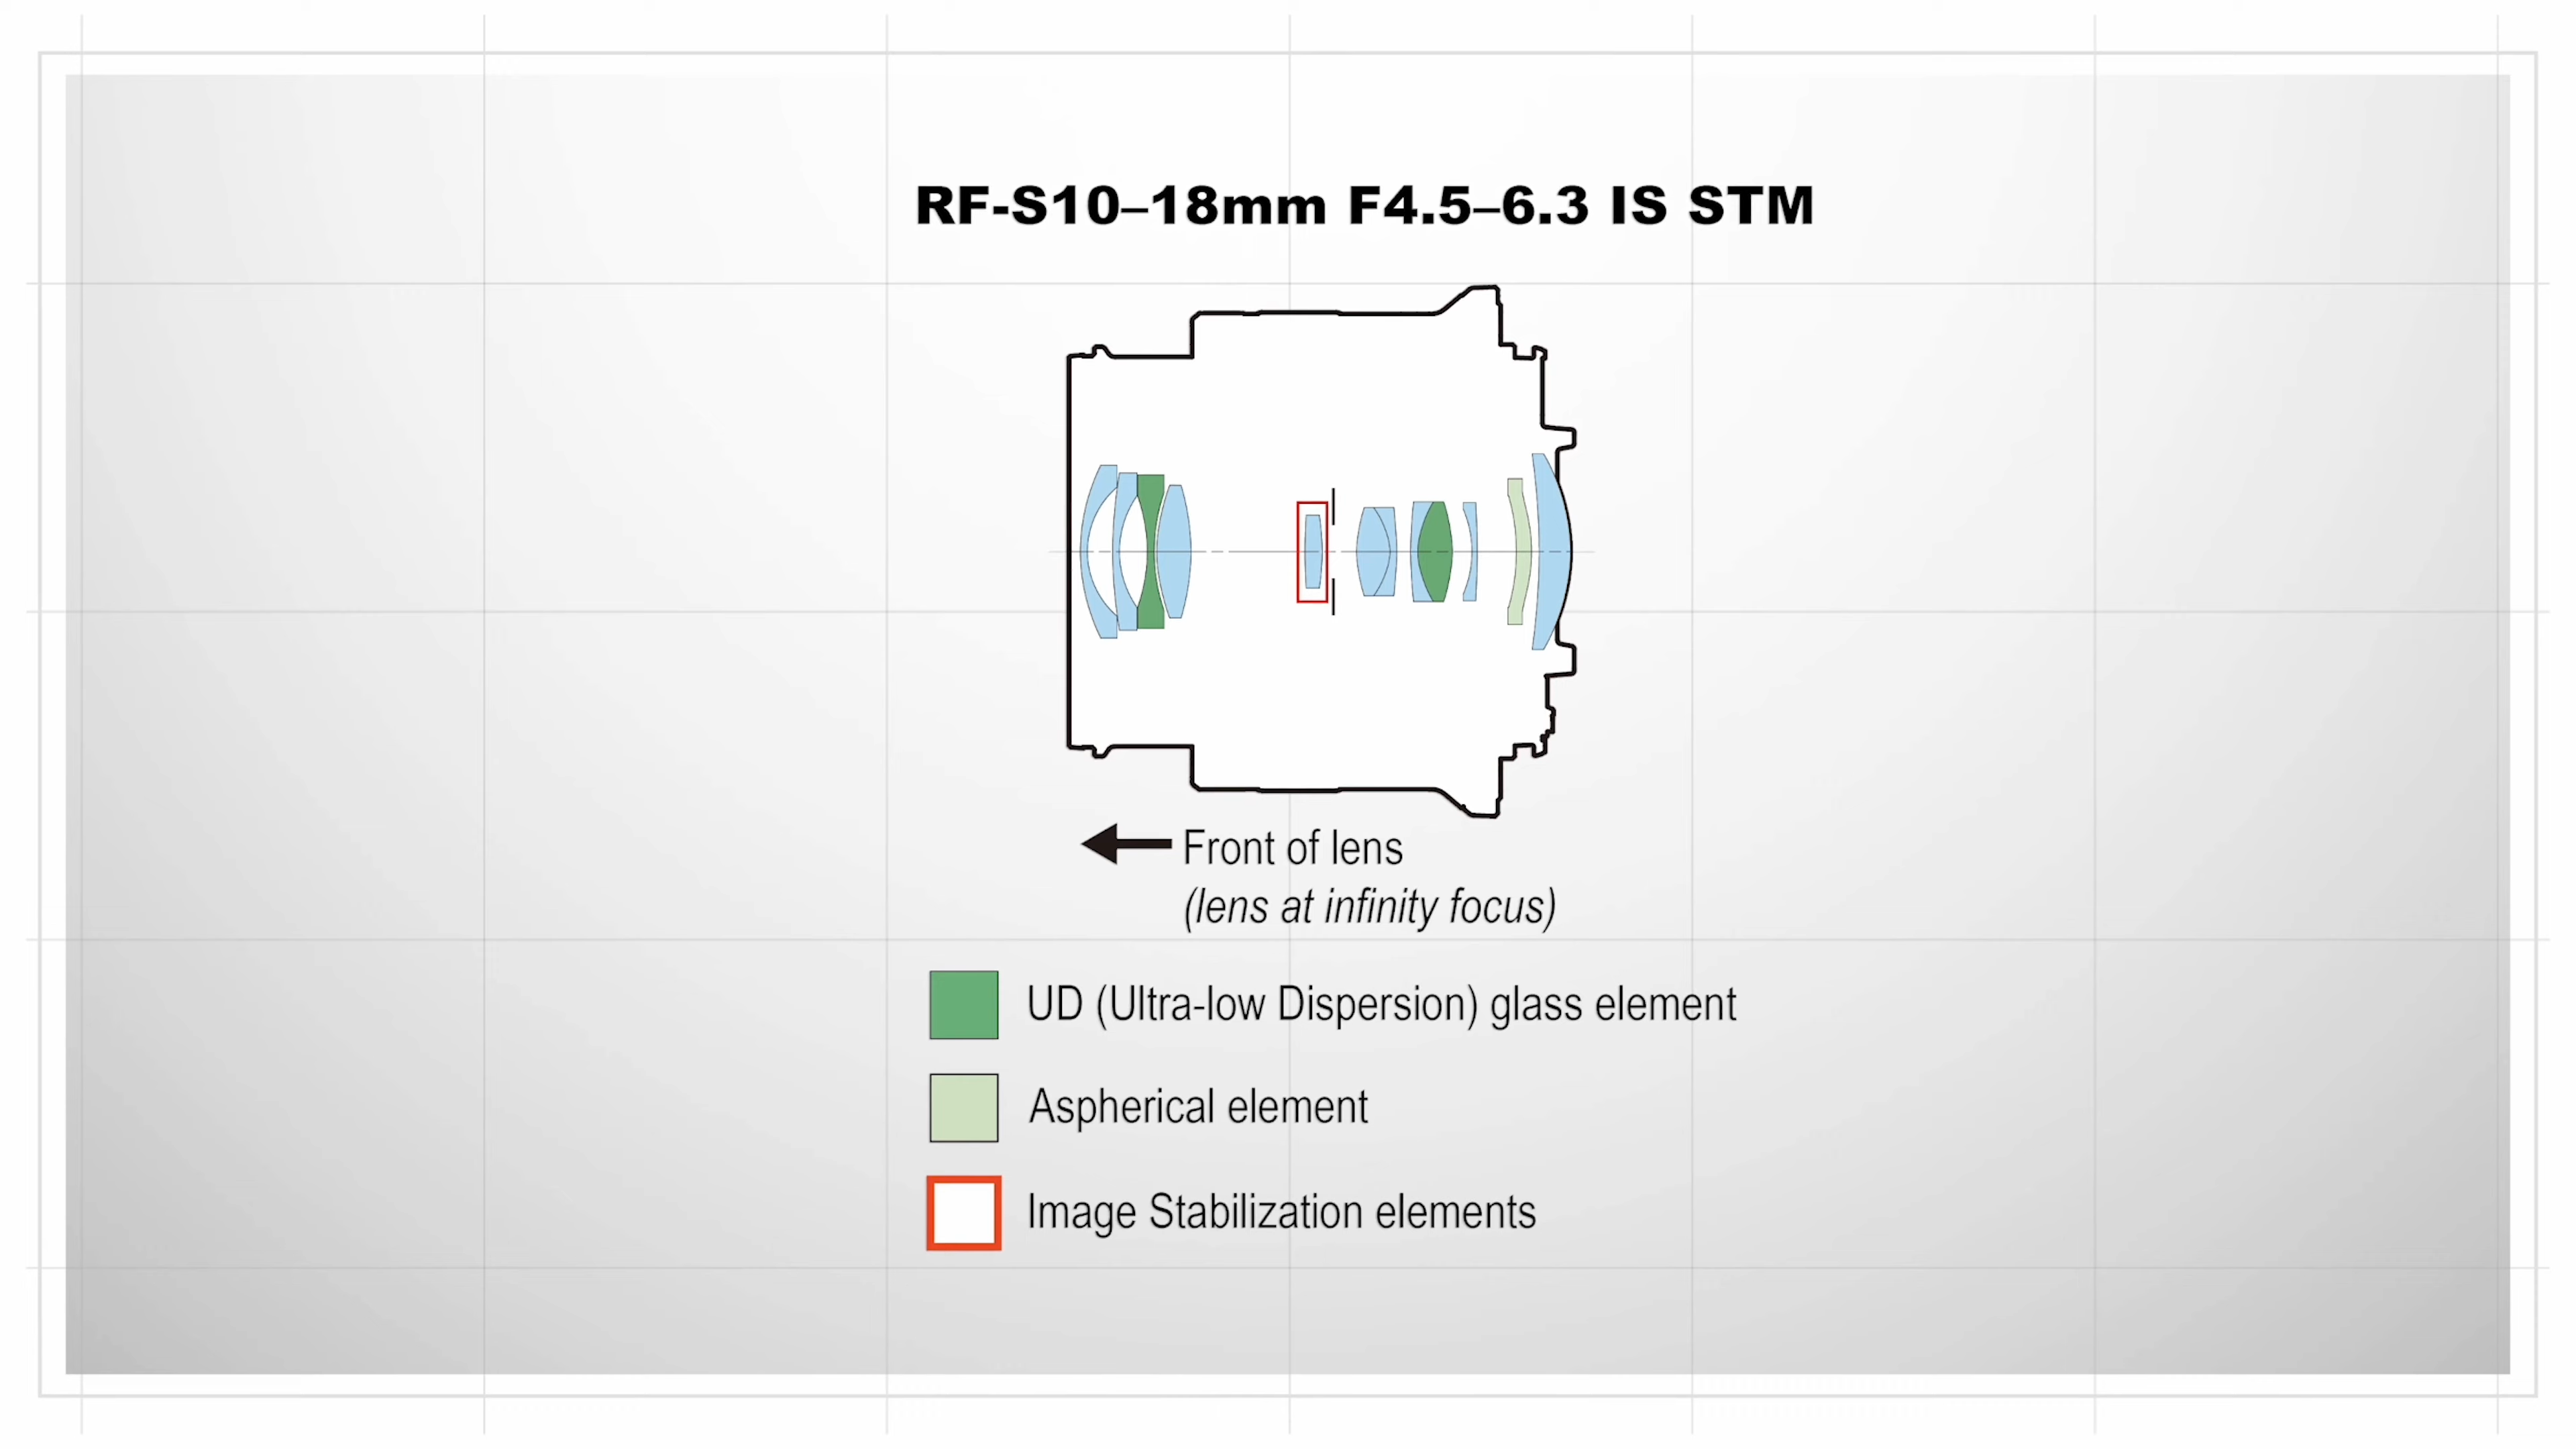 RF-S10–18mm F4.5–6.3 IS STM
Front of lens
(lens at infinity focus)
UD (Ultra-low Dispersion) glass element
Aspherical element
Image Stabilization elements